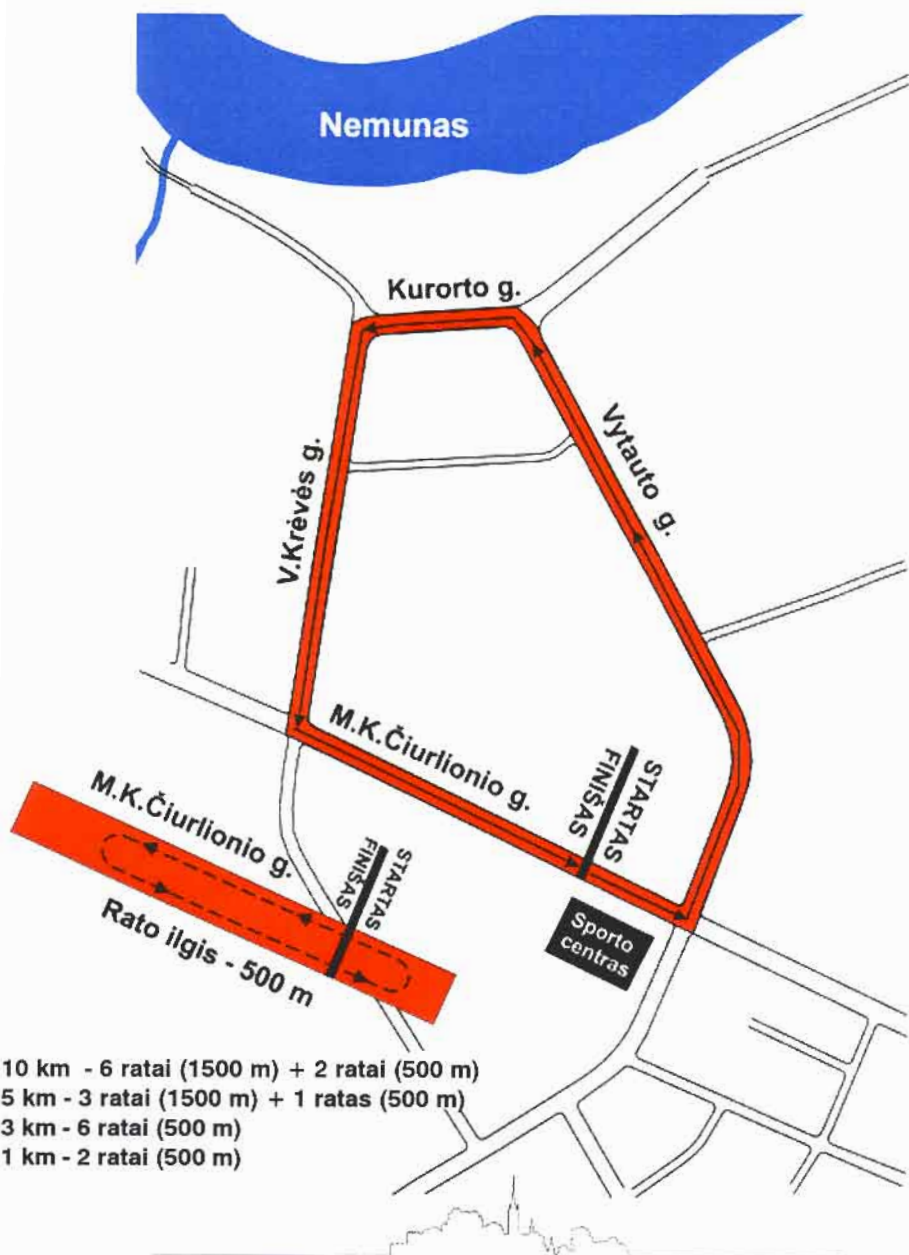 Nemunas
Kurorto g.
Vytauto g.
V.Krėvės g.
M.K.Čiurlionio g.
STARTAS
FINIŠAS
M.K.Čiurlionio g.
STARTAS
FINIŠAS
Rato ilgis - 500 m
Sporto
centras
10 km - 6 ratai (1500 m) + 2 ratai (500 m)
5 km - 3 ratai (1500 m) + 1 ratas (500 m)
3 km - 6 ratai (500 m)
1 km - 2 ratai (500 m)